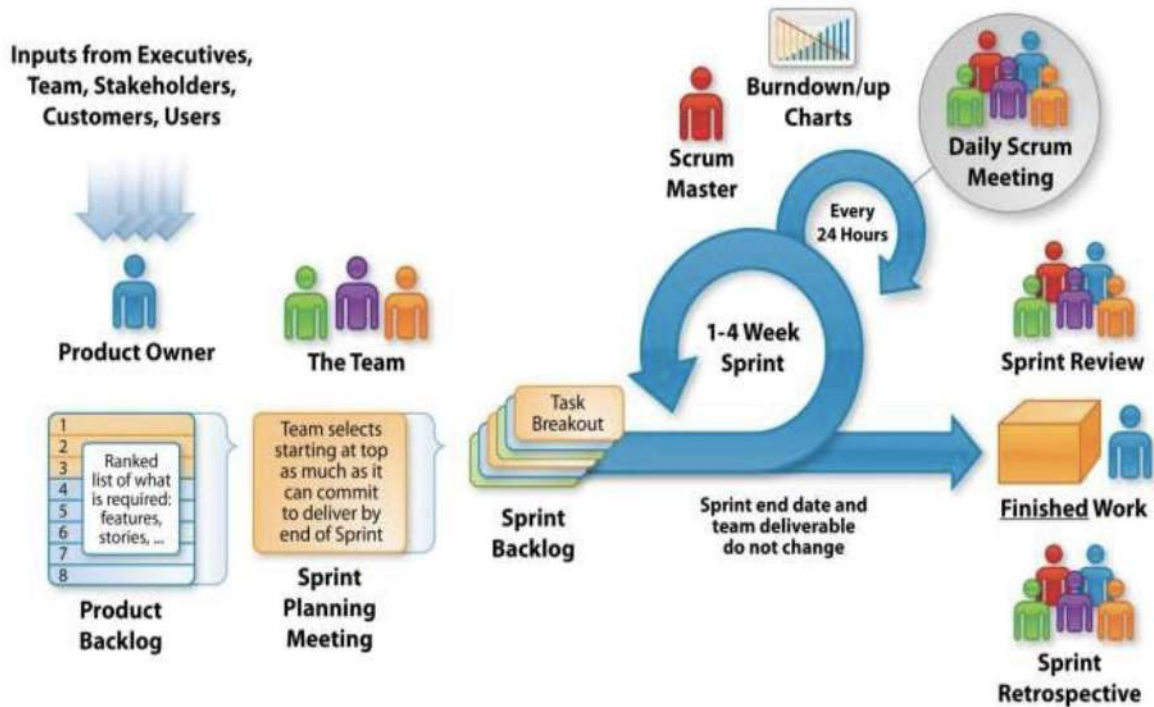 Inputs from Executives,
Team, Stakeholders,
Customers, Users
Product Owner
The Team
1
2
3
4
5
6
7
8
Ranked
list of what
is required:
features,
stories, ...
Product
Backlog
Team selects
starting at top
as much as it
can commit
to deliver by
end of Sprint
Sprint
Planning
Meeting
Task
Breakout
Sprint
Backlog
Scrum
Master
Burndown/up
Charts
Daily Scrum
Meeting
Every
24 Hours
1-4 Week
Sprint
Sprint end date and
team deliverable
do not change
Sprint Review
Finished Work
Sprint
Retrospective